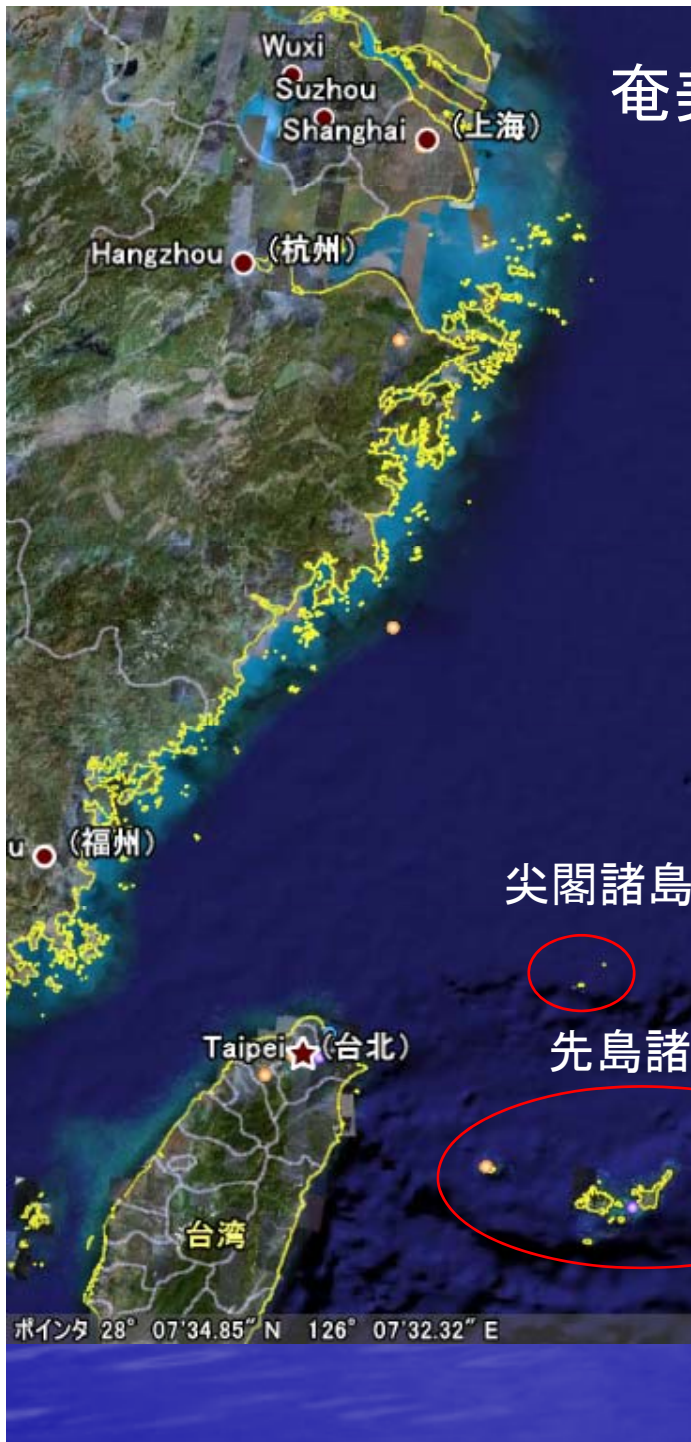 Wuxi
Suzhou
奄美
Shanghai (上海)
Hangzhou (杭州)
u (福州)
尖閣諸島
Taipei (台北)
先島諸
台湾
ポインタ 28° 07'34.85" N 126° 07'32.32" E